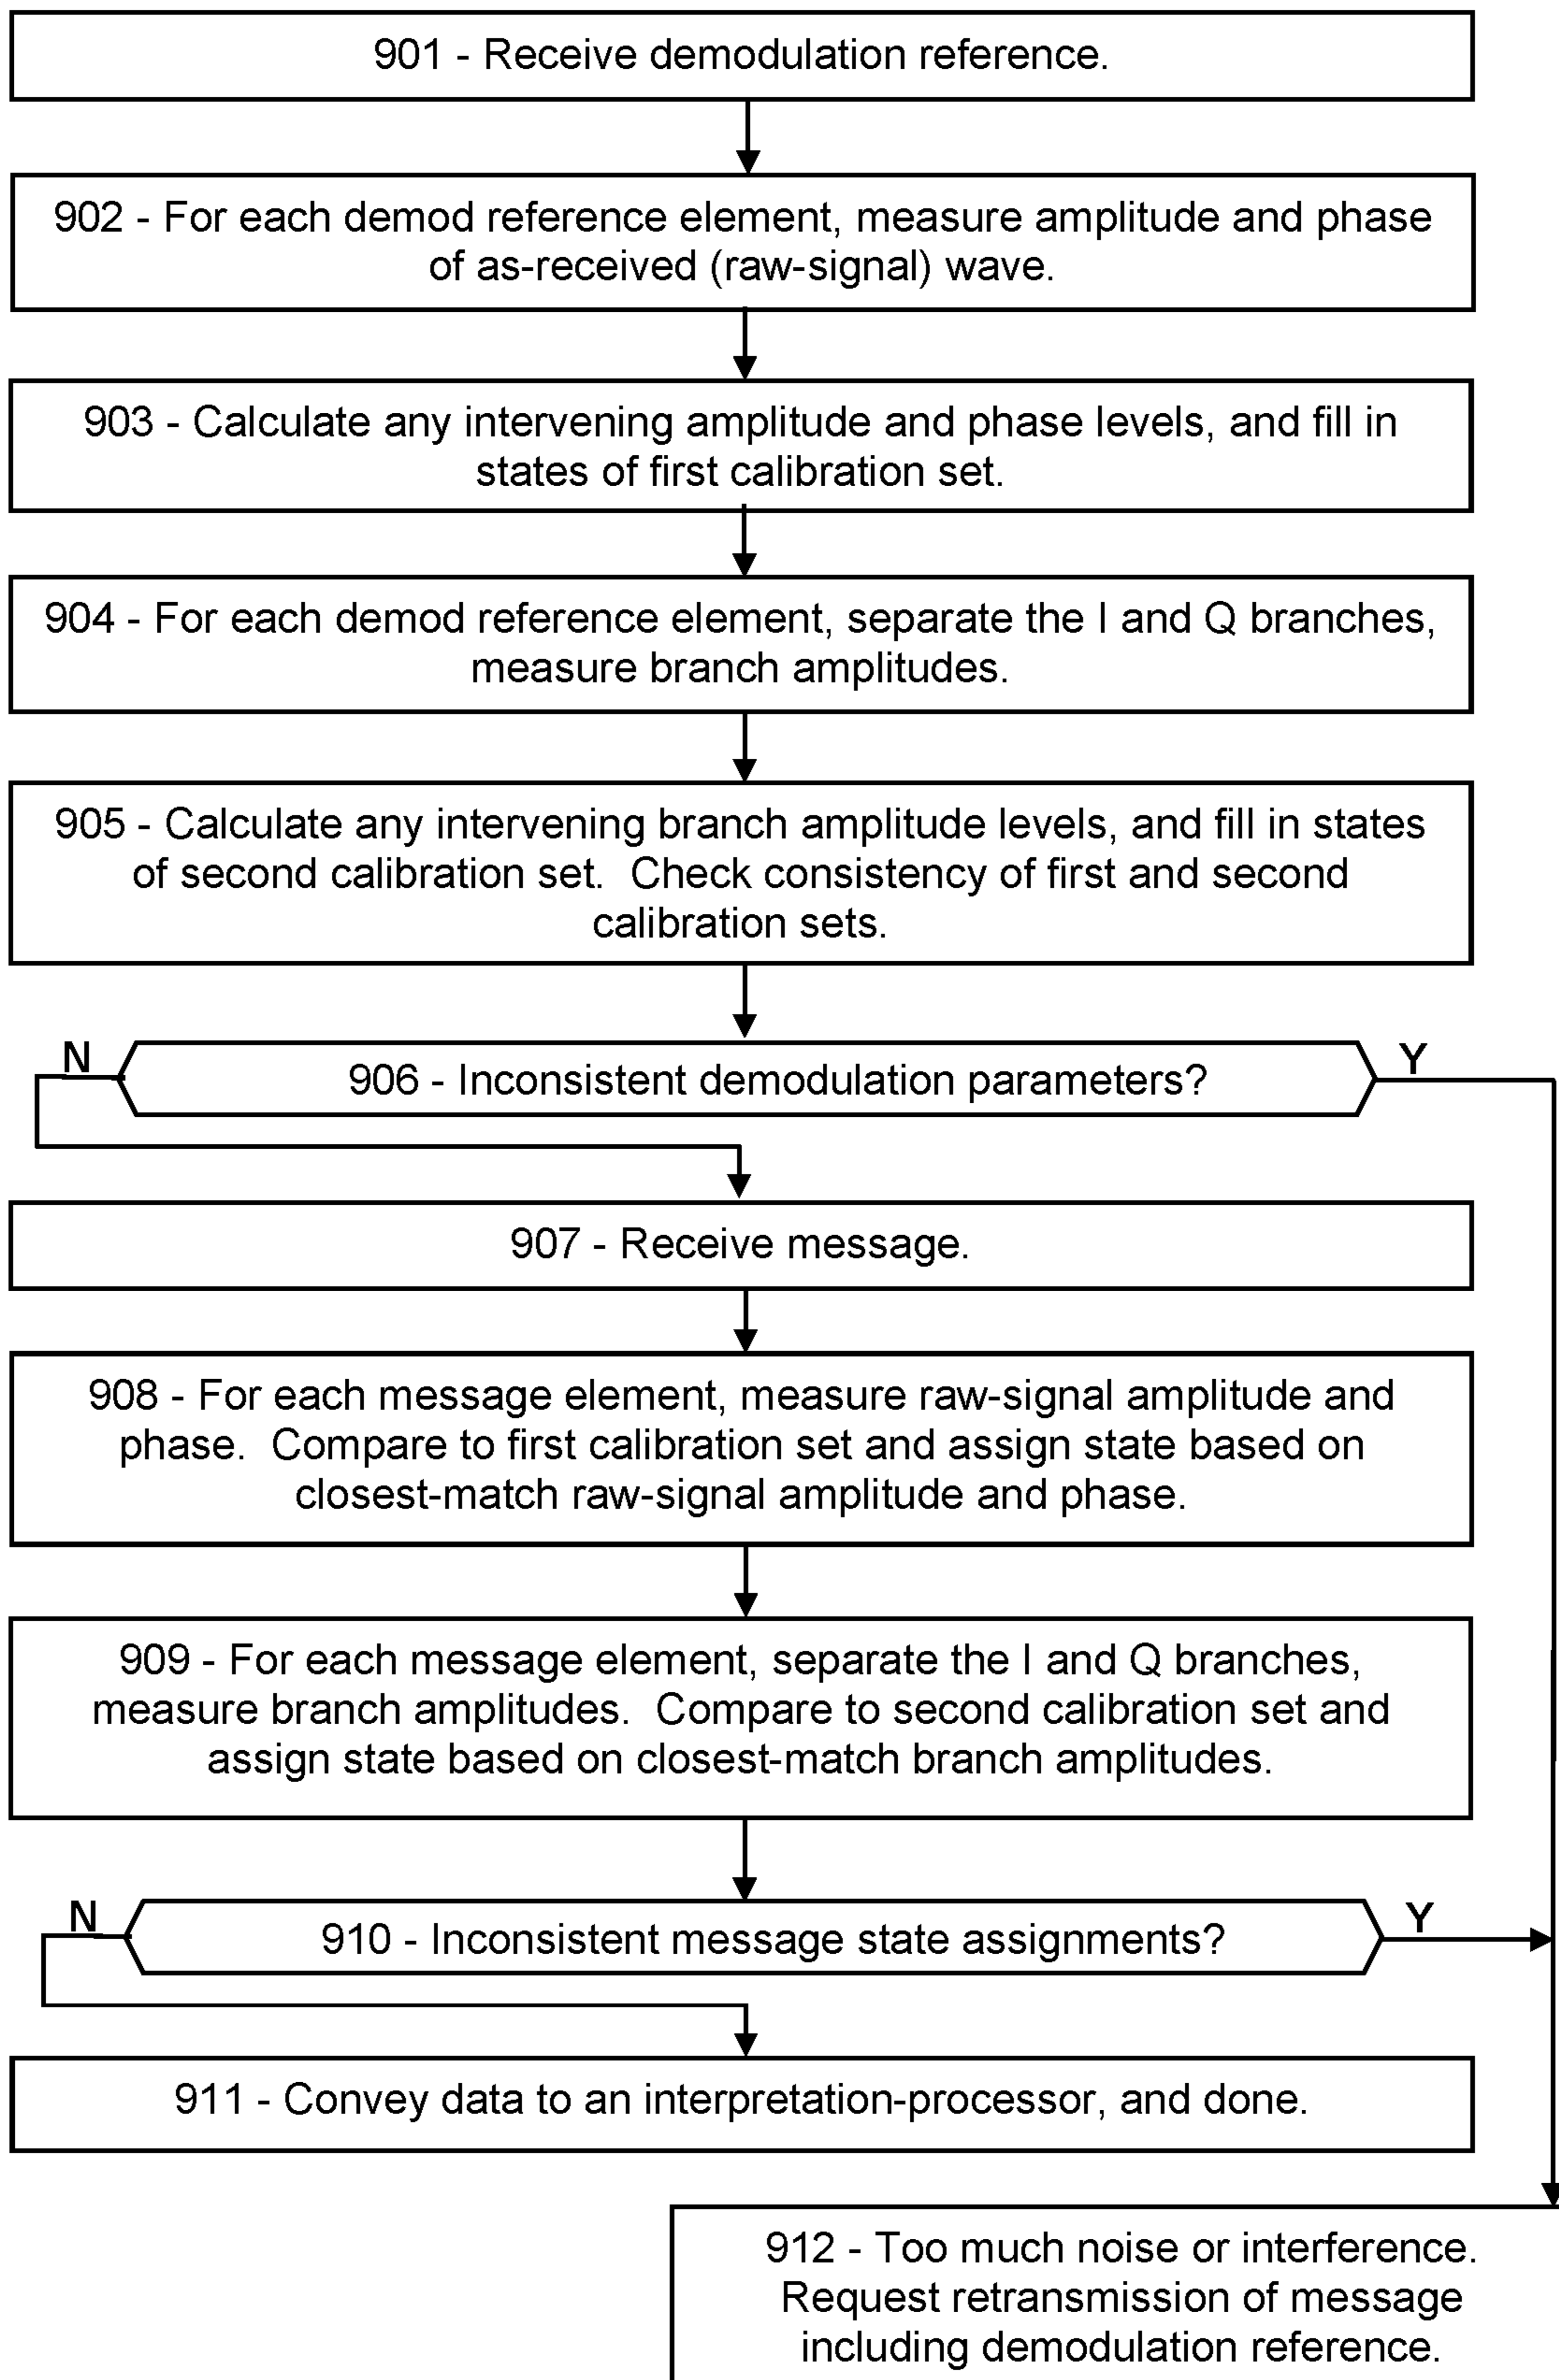 901 - Receive demodulation reference.
902 - For each demod reference element, measure amplitude and phase
of as-received (raw-signal) wave.
903 - Calculate any intervening amplitude and phase levels, and fill in
states of first calibration set.
904 - For each demod reference element, separate the I and Q branches,
measure branch amplitudes.
905 - Calculate any intervening branch amplitude levels, and fill in states
of second calibration set.  Check consistency of first and second
calibration sets.
N
906 - Inconsistent demodulation parameters?
Y
907 - Receive message.
908 - For each message element, measure raw-signal amplitude and
phase.  Compare to first calibration set and assign state based on
closest-match raw-signal amplitude and phase.
909 - For each message element, separate the I and Q branches,
measure branch amplitudes.  Compare to second calibration set and
assign state based on closest-match branch amplitudes.
N
910 - Inconsistent message state assignments?
Y
911 - Convey data to an interpretation-processor, and done.
912 - Too much noise or interference.
Request retransmission of message
including demodulation reference.